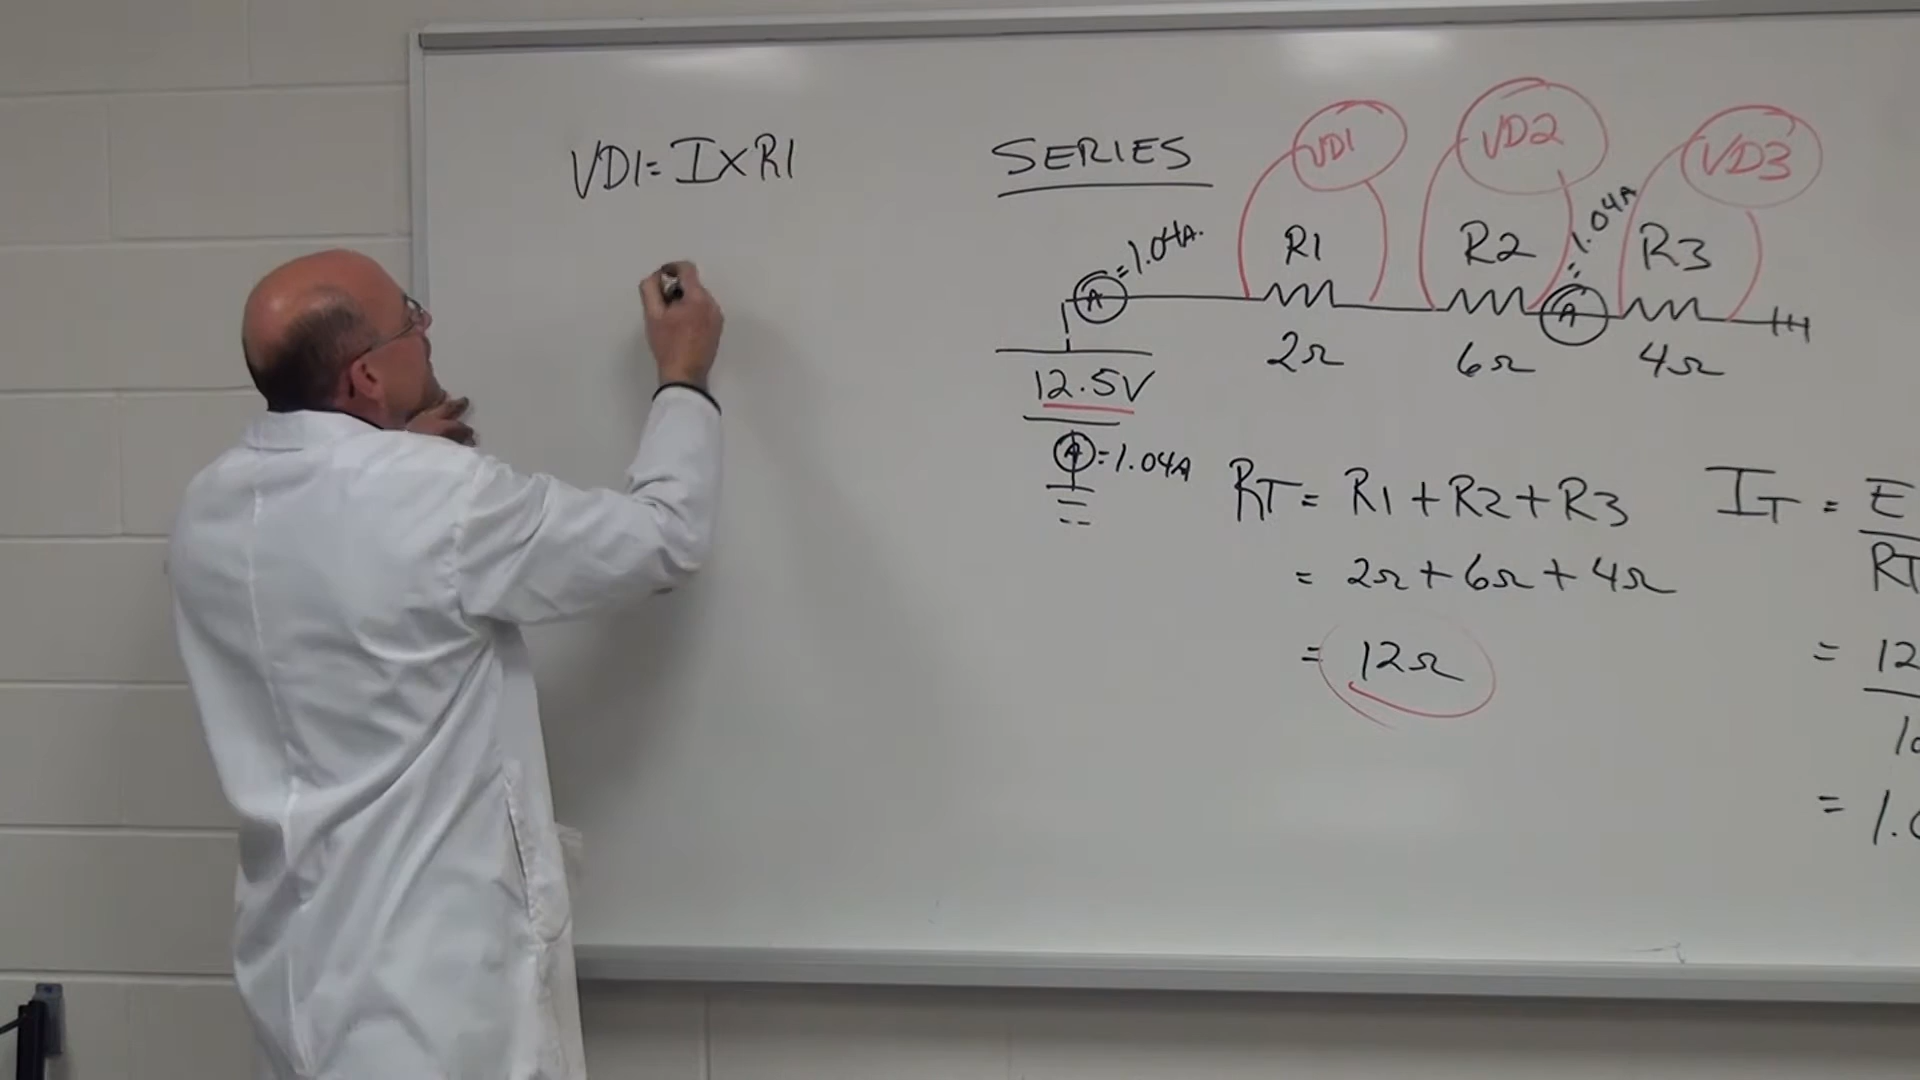 VD1= IXR1
SERIES
VD1
VD2
VD3
R1
R2
R3
A
=1.04A.
A
=1.04A
2Ω
6Ω
4Ω
12.5V
A
=1.04A
RT= R1+R2+R3
= 2Ω+6Ω+4Ω
= 12Ω
IT = E
RT
= 12
=